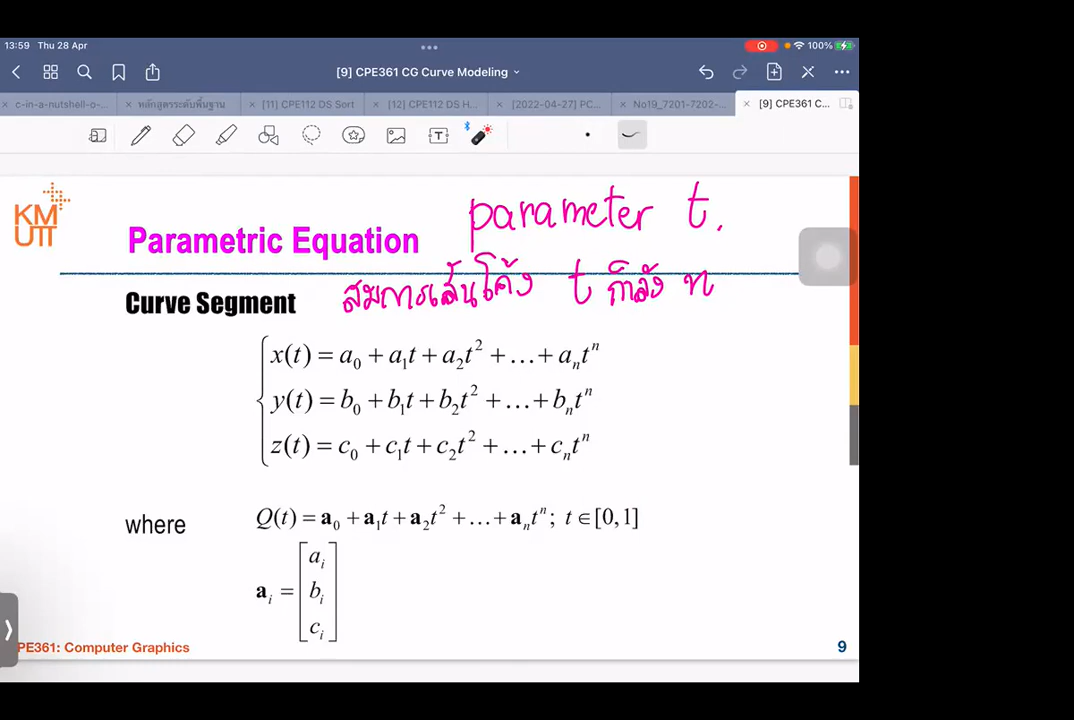 13:59 Thu 28 Apr
100%
[9] CPE361 CG Curve Modeling
c-in-a-nutshell-o-...
หลักสูตรระดับพื้นฐาน
[11] CPE112 DS Sort
[12] CPE112 DS H...
[2022-04-27] PC...
No19_7201-7202-...
[9] CPE361 C...
T
KM
UTT
parameter t.
Parametric Equation
สมการเส้นโค้ง t กำลัง n
Curve Segment
x(t) = a₀ + a₁t + a₂t² + … + aₙtⁿ
y(t) = b₀ + b₁t + b₂t² + … + bₙtⁿ
z(t) = c₀ + c₁t + c₂t² + … + cₙtⁿ
where Q(t) = a₀ + a₁t + a₂t² + … + aₙtⁿ; t ∈ [0,1]
aᵢ = [aᵢ
bᵢ
cᵢ]
PE361: Computer Graphics 9